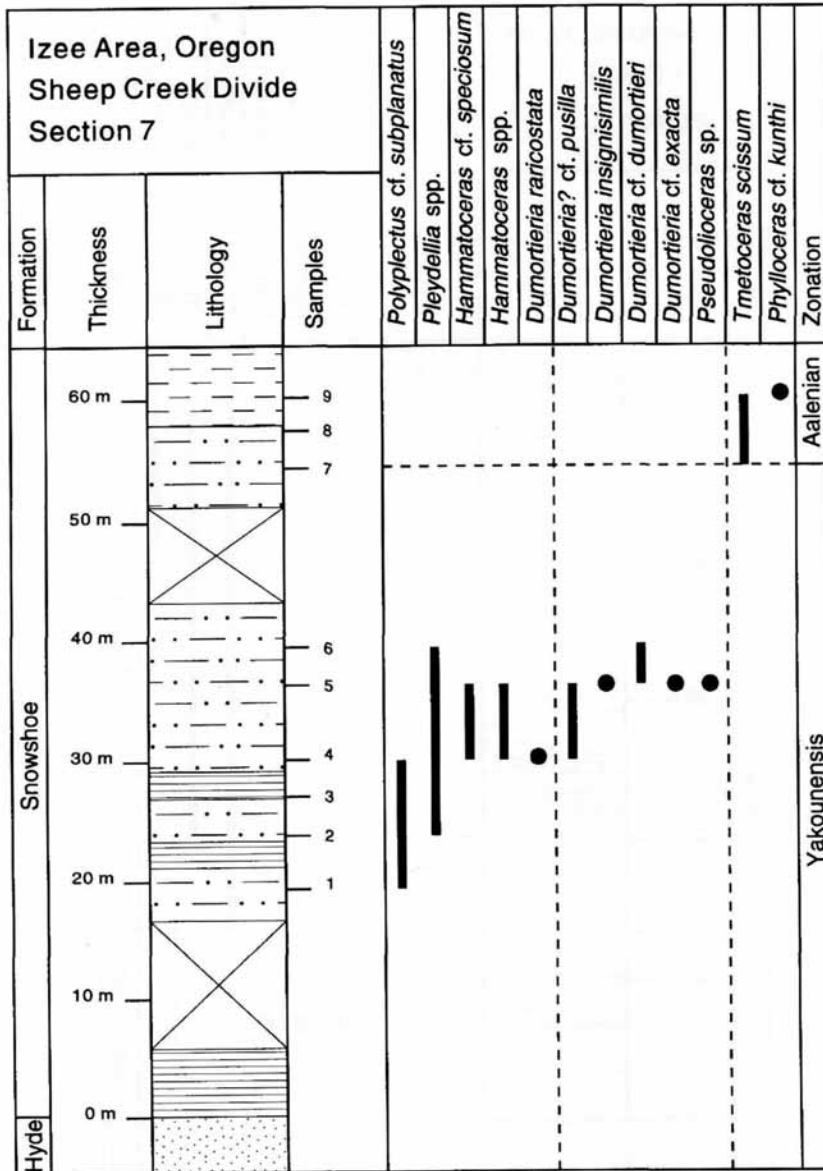 Izee Area, Oregon
Sheep Creek Divide
Section 7
Formation
Thickness
Lithology
Samples
Polyplectus cf. subplanatus
Pleydellia spp.
Hammatoceras cf. speciosum
Hammatoceras spp.
Dumortieria raricostata
Dumortieria? cf. pusilla
Dumortieria insignisimilis
Dumortieria cf. dumortieri
Dumortieria cf. exacta
Pseudolioceras sp.
Tmetoceras scissum
Phylloceras cf. kunthi
Zonation
Snowshoe
Hyde
60 m
50 m
40 m
30 m
20 m
10 m
0 m
9
8
7
6
5
4
3
2
1
Aalenian
Yakounensis